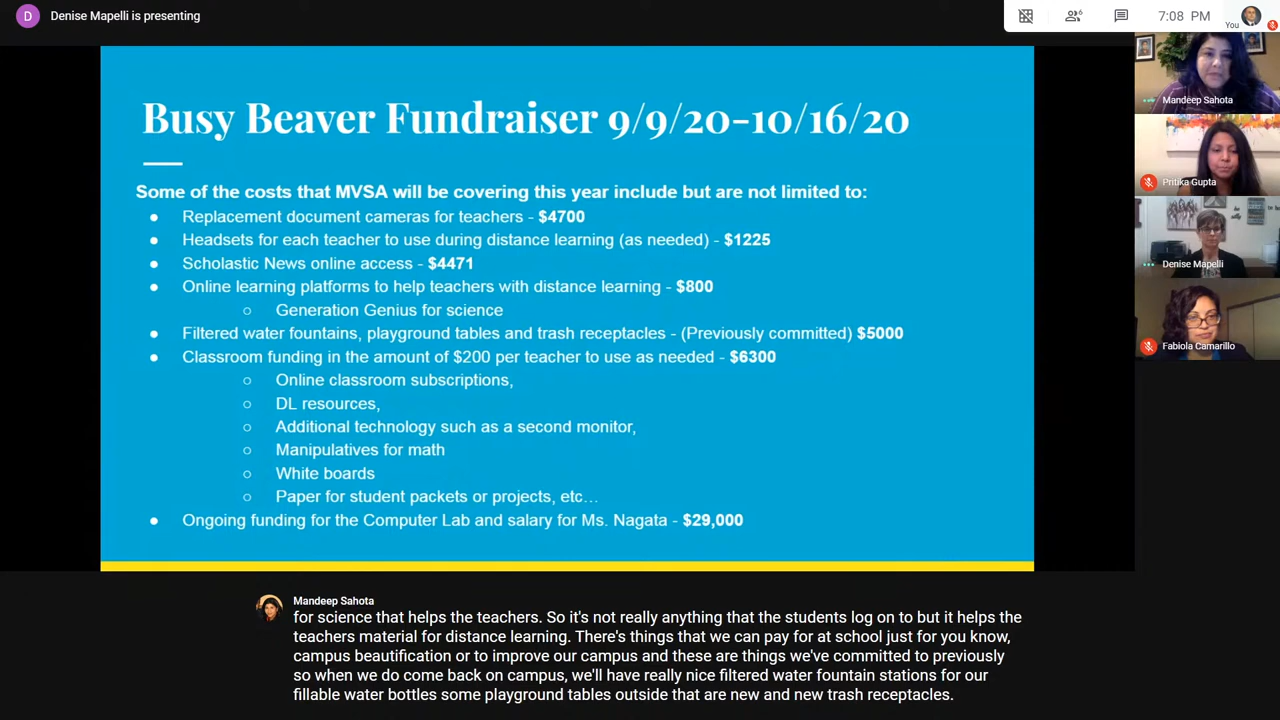 D Denise Mapelli is presenting
6
7:08 PM
You
Mandeep Sahota
Pritika Gupta
Denise Mapelli
Fabiola Camarillo
Busy Beaver Fundraiser 9/9/20-10/16/20
Some of the costs that MVSA will be covering this year include but are not limited to:
● Replacement document cameras for teachers - $4700
● Headsets for each teacher to use during distance learning (as needed) - $1225
● Scholastic News online access - $4471
● Online learning platforms to help teachers with distance learning - $800
○ Generation Genius for science
● Filtered water fountains, playground tables and trash receptacles - (Previously committed) $5000
● Classroom funding in the amount of $200 per teacher to use as needed - $6300
○ Online classroom subscriptions,
○ DL resources,
○ Additional technology such as a second monitor,
○ Manipulatives for math
○ White boards
○ Paper for student packets or projects, etc...
● Ongoing funding for the Computer Lab and salary for Ms. Nagata - $29,000
Mandeep Sahota
for science that helps the teachers. So it's not really anything that the students log on to but it helps the
teachers material for distance learning. There's things that we can pay for at school just for you know,
campus beautification or to improve our campus and these are things we've committed to previously
so when we do come back on campus, we'll have really nice filtered water fountain stations for our
fillable water bottles some playground tables outside that are new and new trash receptacles.